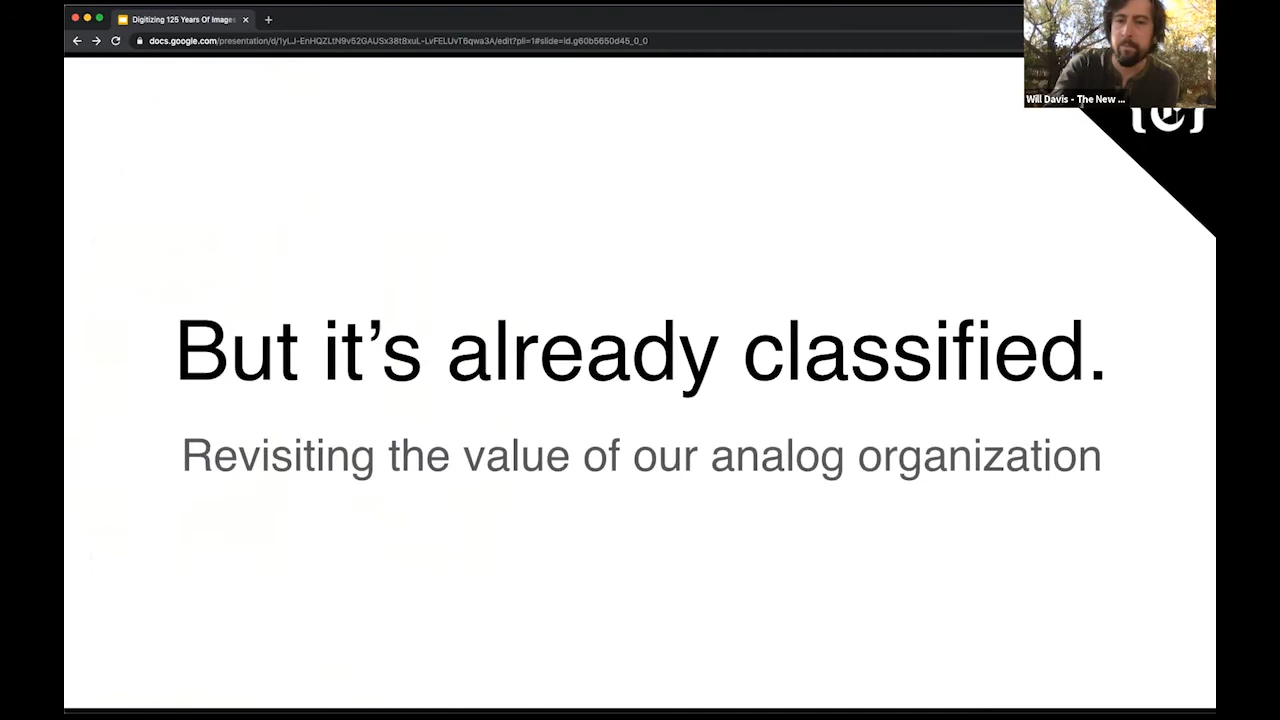 Digitizing 125 Years Of Images
docs.google.com/presentation/d/1yLJ-EnHQZLtN9v52GAUSx38t8xuL-LvFELUvT6qwa3A/edit?pli=1#slide=id.g60b5650d45_0_0
Will Davis - The New ...
But it’s already classified.
Revisiting the value of our analog organization